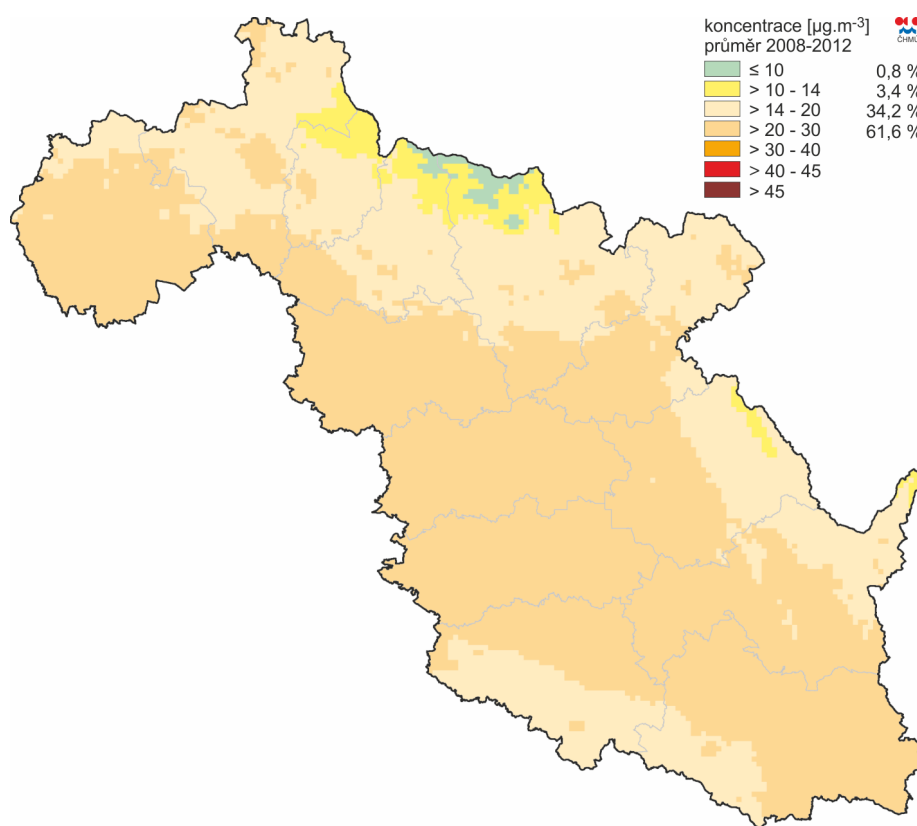 koncentrace [µg.m⁻³]
průměr 2008-2012
ČHMÚ
≤ 10 0,8 %
> 10 - 14 3,4 %
> 14 - 20 34,2 %
> 20 - 30 61,6 %
> 30 - 40
> 40 - 45
> 45